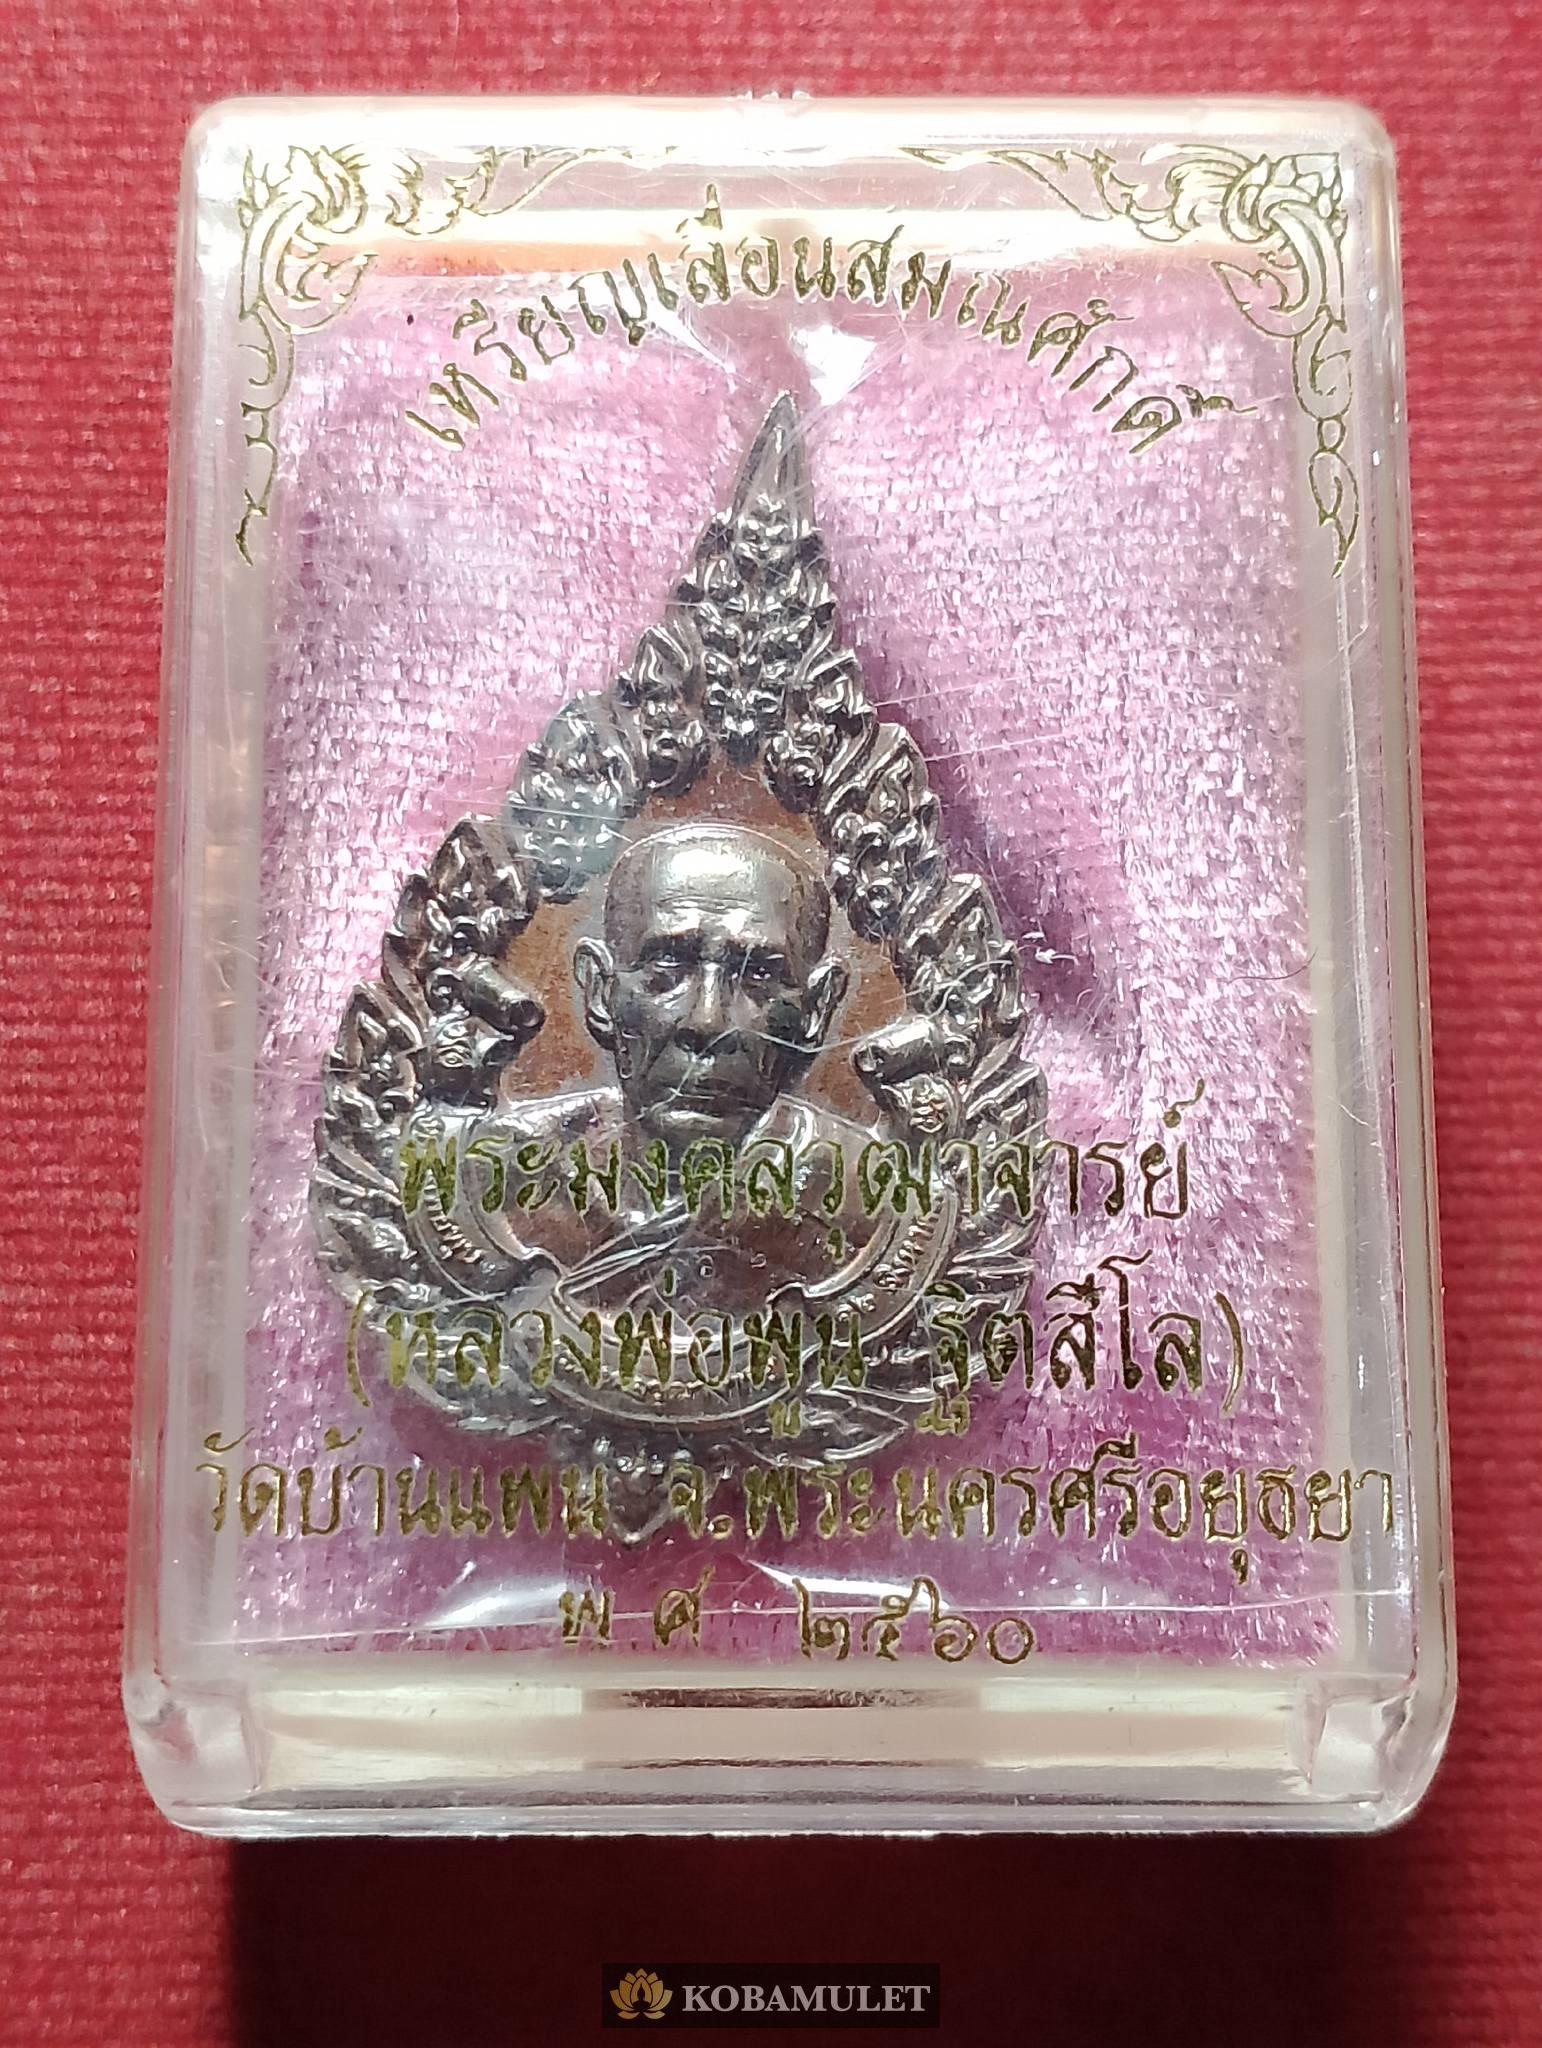 เหรียญเลื่อนสมณศักดิ์
พระมงคลวุฒาจารย์
(หลวงพ่อพูน ฐิตสีโล)
วัดบ้านแพน จ.พระนครศรีอยุธยา
พ ศ ๒๕๖๐
KOBAMULET